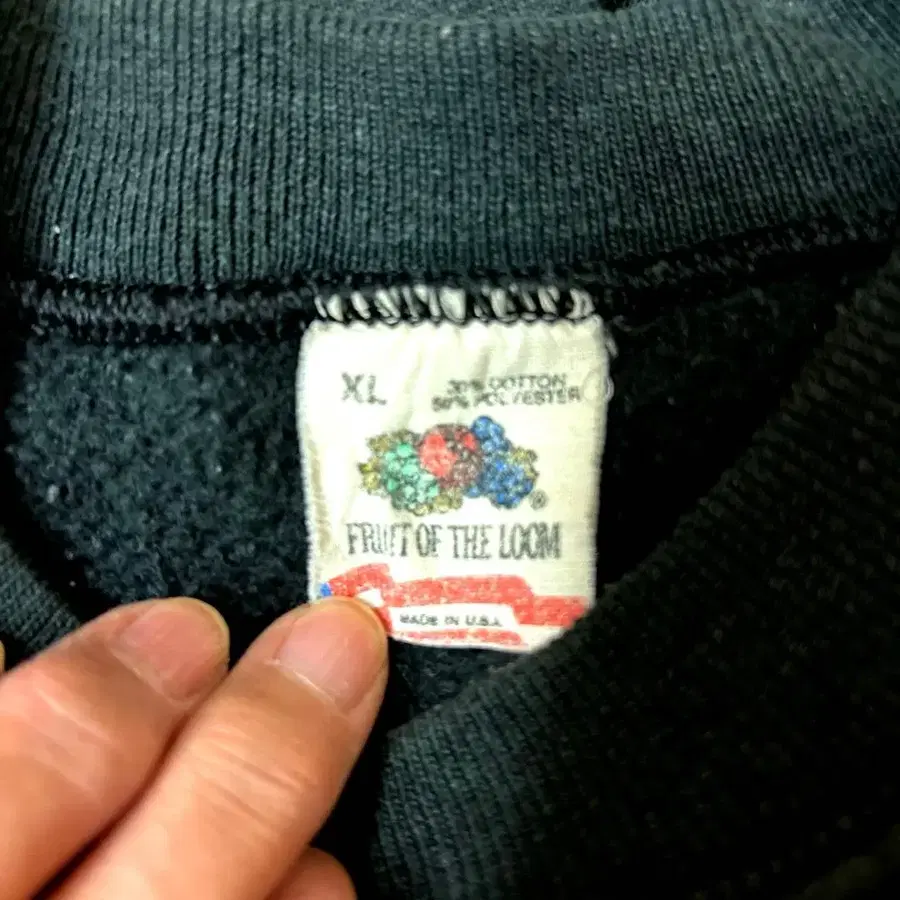 XL
50% COTTON
50% POLYESTER
®
FRUIT OF THE LOOM
MADE IN U.S.A.